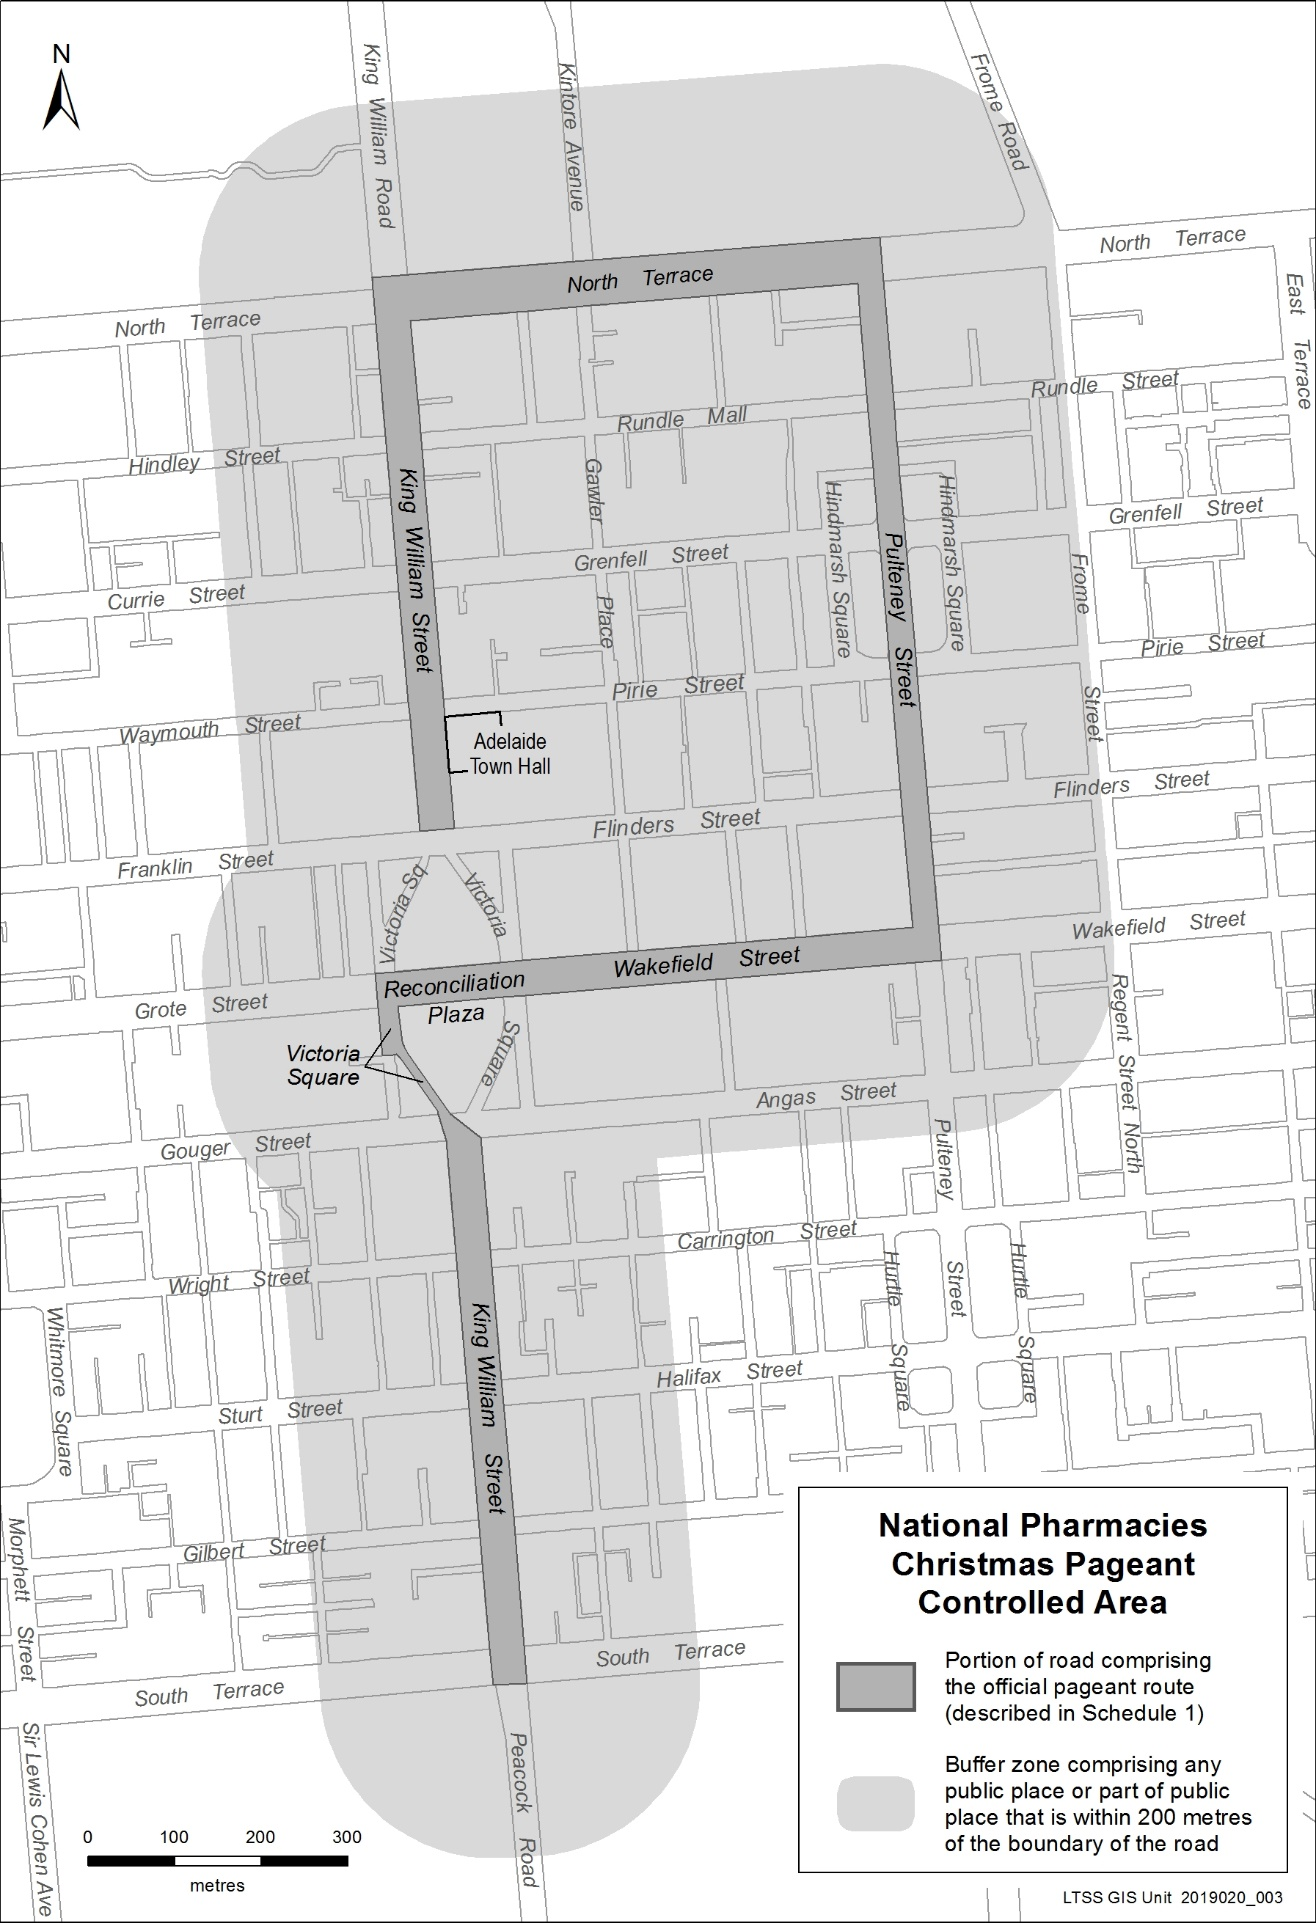 N
King William Road
Kintore Avenue
Frome Road
North Terrace
East Terrace
North Terrace
North Terrace
Rundle Street
Rundle Mall
Hindley Street
King William Street
Gawler Place
Hindmarsh Square
Pulteney Street
Hindmarsh Square
Grenfell Street
Grenfell Street
Currie Street
Frome Street
Pirie Street
Pirie Street
Waymouth Street
Adelaide
Town Hall
Flinders Street
Flinders Street
Franklin Street
Victoria Sq
Victoria Square
Wakefield Street
Wakefield Street
Reconciliation
Plaza
Grote Street
Regent Street North
Victoria
Square
Angas Street
Gouger Street
Pulteney Street
Carrington Street
Hurtle Square
Hurtle Square
Wright Street
Whitmore Square
King William Street
Halifax Street
Sturt Street
Gilbert Street
Morphett Street
South Terrace
South Terrace
Sir Lewis Cohen Ave
Peacock Road
National Pharmacies
Christmas Pageant
Controlled Area
Portion of road comprising
the official pageant route
(described in Schedule 1)
Buffer zone comprising any
public place or part of public
place that is within 200 metres
of the boundary of the road
0 100 200 300
metres
LTSS GIS Unit 2019020_003